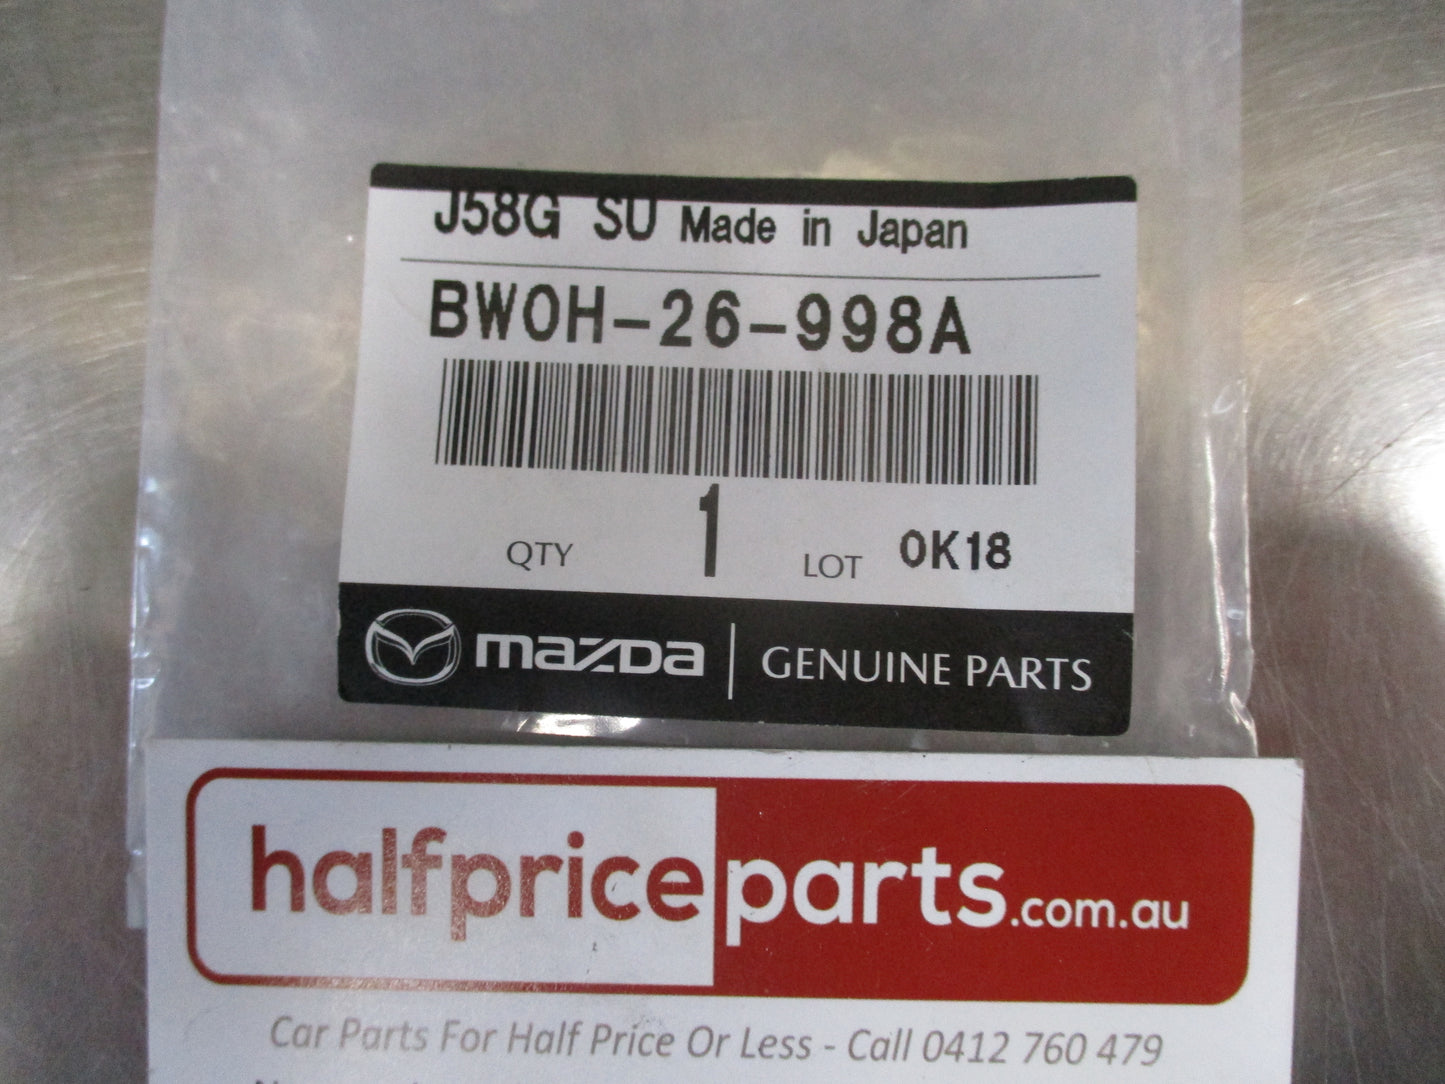 J58G SU Made in Japan
BW0H-26-998A
QTY 1 LOT 0K18
mazda | GENUINE PARTS
halfpriceparts.com.au
Car Parts For Half Price Or Less - Call 0412 760 479